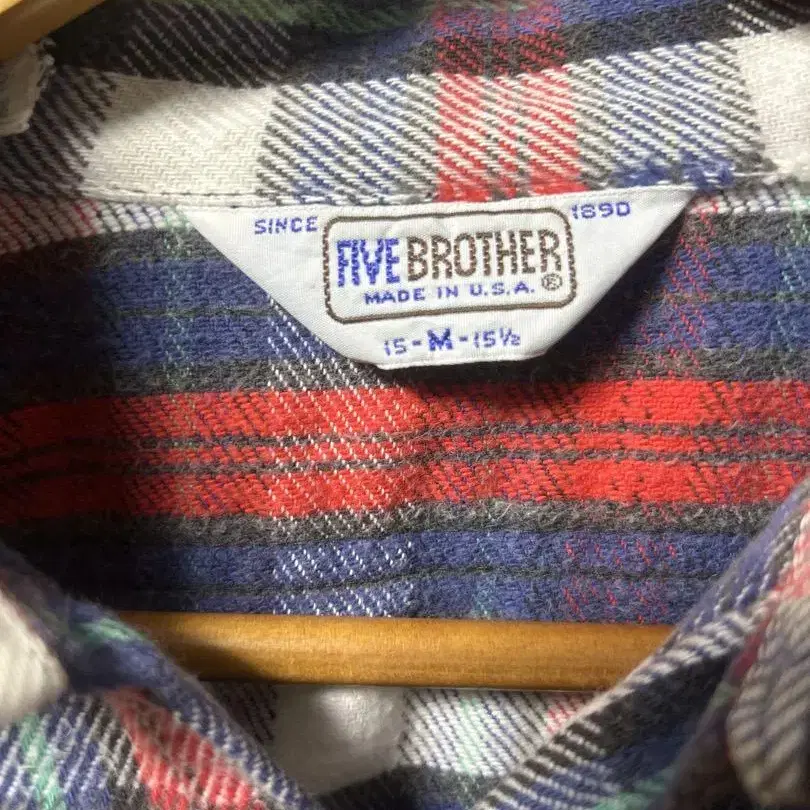 SINCE 1890
FIVE BROTHER
MADE IN U.S.A. ®
15-M-15½